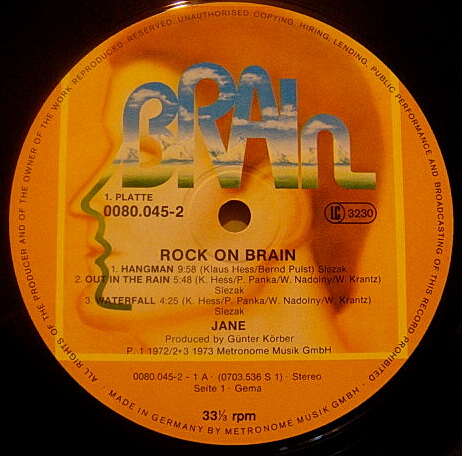 ALL RIGHTS OF THE PRODUCER AND OF THE OWNER OF THE WORK REPRODUCED RESERVED. UNAUTHORISED COPYING, HIRING, LENDING, PUBLIC PERFORMANCE AND BROADCASTING OF THIS RECORD PROHIBITED
BRAIN
1. PLATTE
0080.045-2
LC 3230
ROCK ON BRAIN
1. HANGMAN 9:58 (Klaus Hess/Bernd Pulst) Slezak
2. OUT IN THE RAIN 5:48 (K. Hess/P. Panka/W. Nadolny/W. Krantz)
Slezak
3. WATERFALL 4:25 (K. Hess/P. Panka/W. Nadolny/W. Krantz)
Slezak
JANE
Produced by Günter Körber
P. 1 1972/2+3 1973 Metronome Musik GmbH
0080.045-2 - 1 A · (0703.536 S 1) · Stereo
Seite 1 · Gema
33⅓ rpm
· MADE IN GERMANY BY METRONOME MUSIK GMBH ·